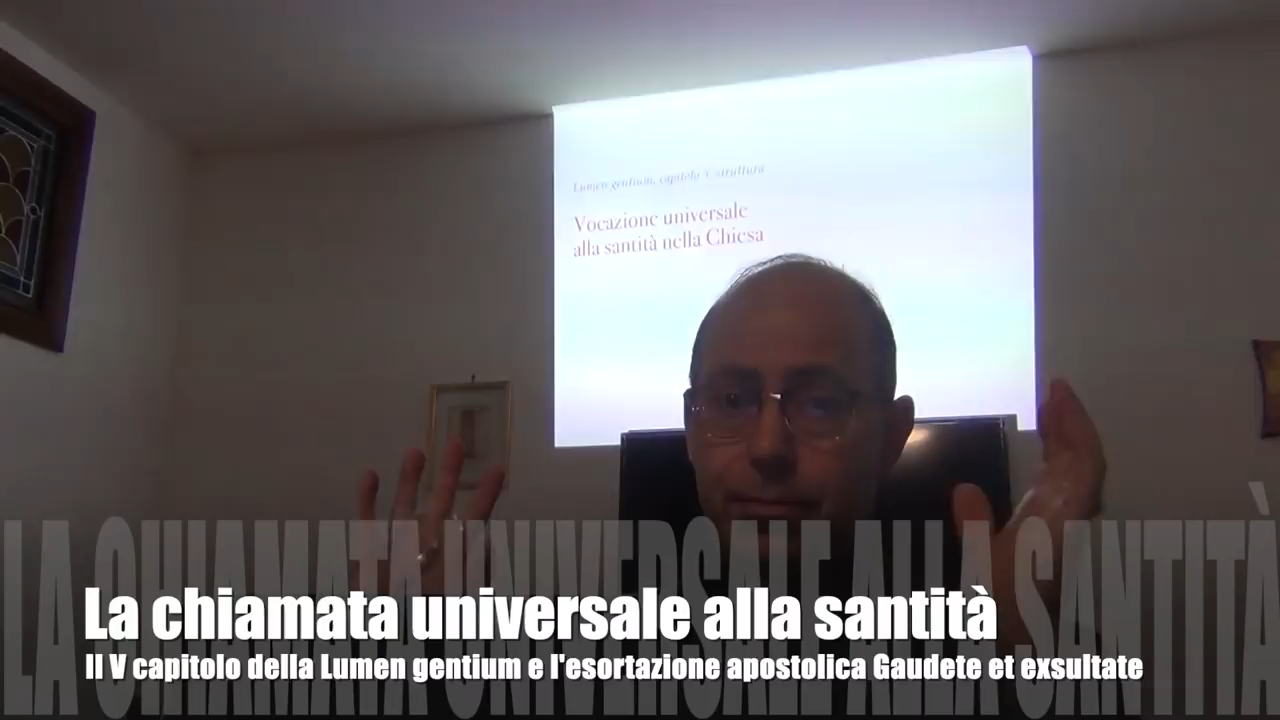 Lumen gentium, capitolo V: struttura
Vocazione universale
alla santità nella Chiesa
LA CHIAMATA UNIVERSALE ALLA SANTITÀ
La chiamata universale alla santità
Il V capitolo della Lumen gentium e l'esortazione apostolica Gaudete et exsultate